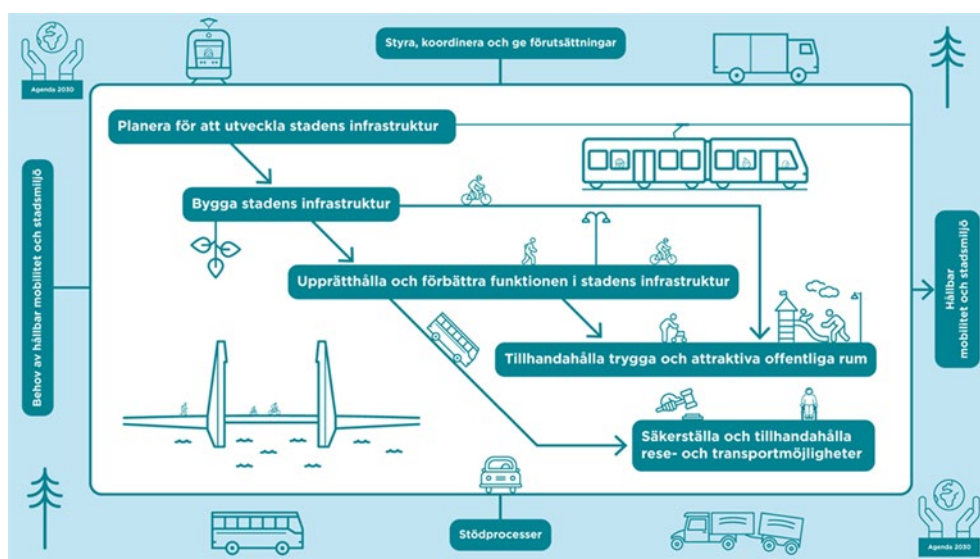 Styra, koordinera och ge förutsättningar
Agenda 2030
Planera för att utveckla stadens infrastruktur
Behov av hållbar mobilitet och stadsmiljö
Bygga stadens infrastruktur
Hållbar
mobilitet och stadsmiljö
Upprätthålla och förbättra funktionen i stadens infrastruktur
Tillhandahålla trygga och attraktiva offentliga rum
Säkerställa och tillhandahålla
rese- och transportmöjligheter
Stödprocesser
Agenda 2030